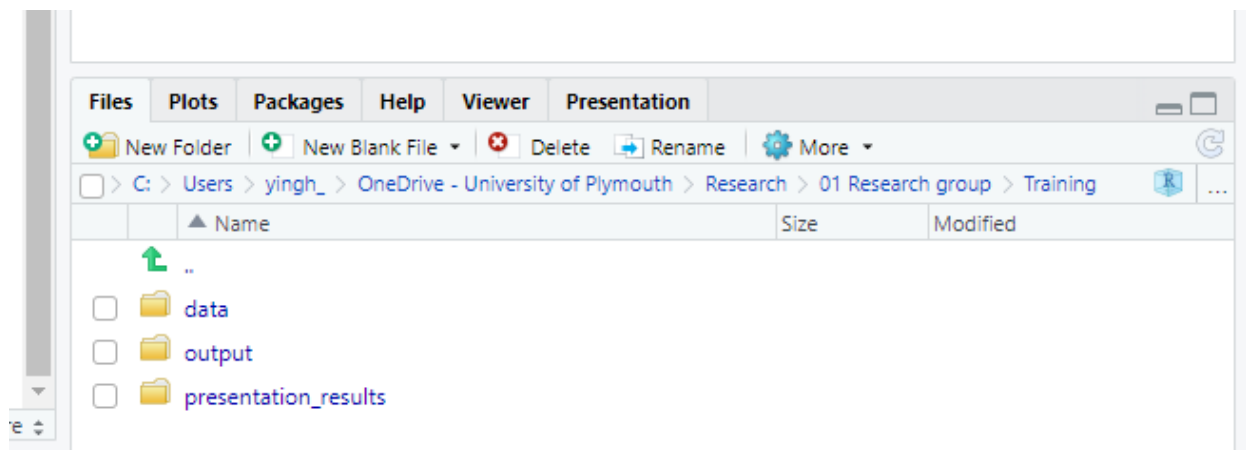 Files Plots Packages Help Viewer Presentation
New Folder New Blank File Delete Rename More
C: > Users > yingh_ > OneDrive - University of Plymouth > Research > 01 Research group > Training R ...
Name Size Modified
..
data
output
presentation_results
re